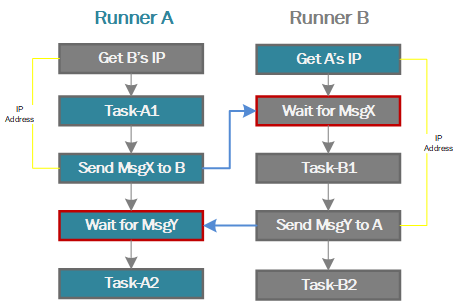 Runner A
Runner B
Get B's IP
Get A's IP
IP
Address
Task-A1
Wait for MsgX
IP
Address
Send MsgX to B
Task-B1
Wait for MsgY
Send MsgY to A
Task-A2
Task-B2